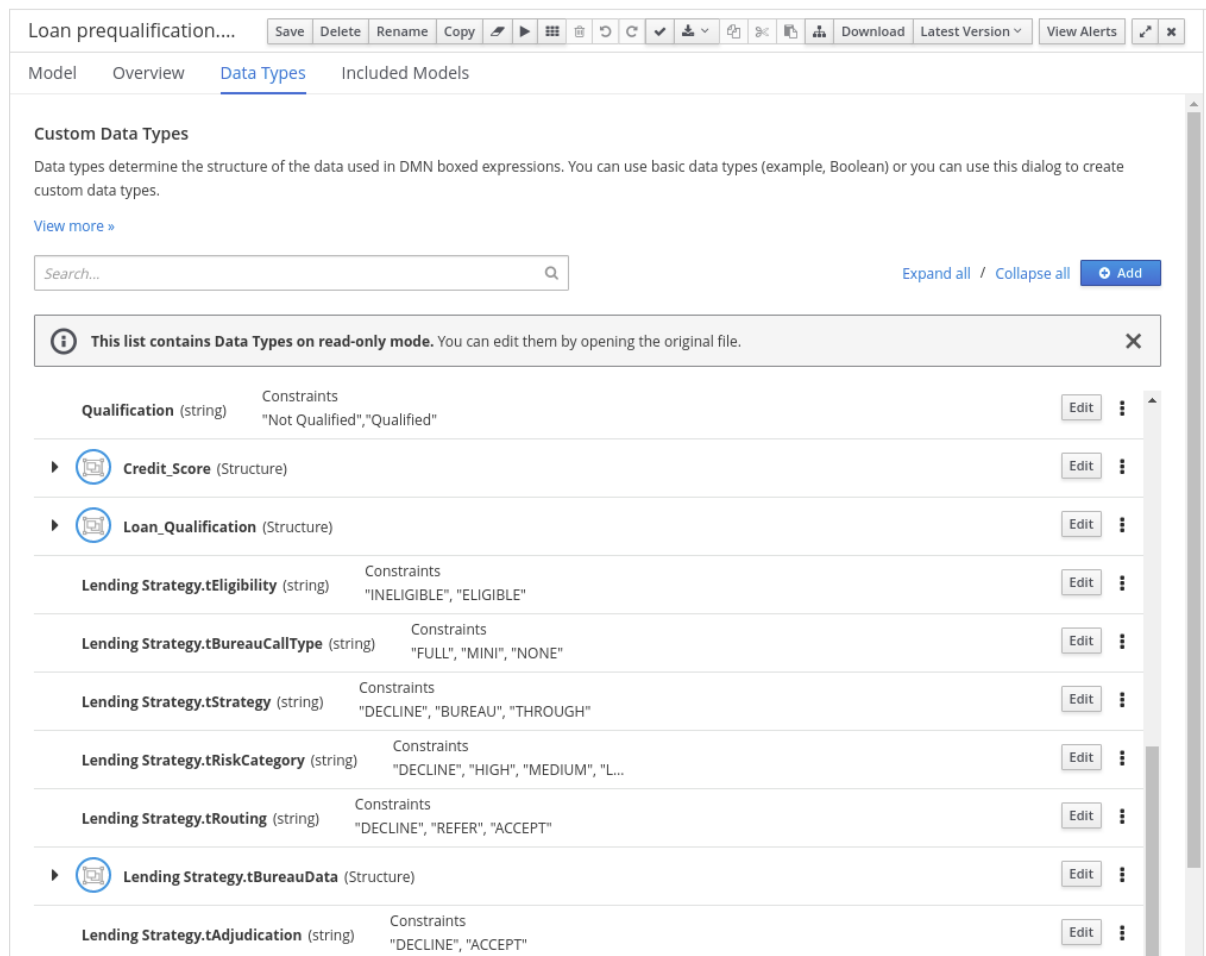 Loan prequalification.... Save Delete Rename Copy Download Latest Version View Alerts
Model Overview Data Types Included Models
Custom Data Types
Data types determine the structure of the data used in DMN boxed expressions. You can use basic data types (example, Boolean) or you can use this dialog to create
custom data types.
View more »
Search... Expand all / Collapse all Add
This list contains Data Types on read-only mode. You can edit them by opening the original file.
Constraints
Qualification (string) Edit
"Not Qualified","Qualified"
Credit_Score (Structure) Edit
Loan_Qualification (Structure) Edit
Constraints
Lending Strategy.tEligibility (string) Edit
"INELIGIBLE", "ELIGIBLE"
Constraints
Lending Strategy.tBureauCallType (string) Edit
"FULL", "MINI", "NONE"
Constraints
Lending Strategy.tStrategy (string) Edit
"DECLINE", "BUREAU", "THROUGH"
Constraints
Lending Strategy.tRiskCategory (string) Edit
"DECLINE", "HIGH", "MEDIUM", "L...
Constraints
Lending Strategy.tRouting (string) Edit
"DECLINE", "REFER", "ACCEPT"
Lending Strategy.tBureauData (Structure) Edit
Constraints
Lending Strategy.tAdjudication (string) Edit
"DECLINE", "ACCEPT"